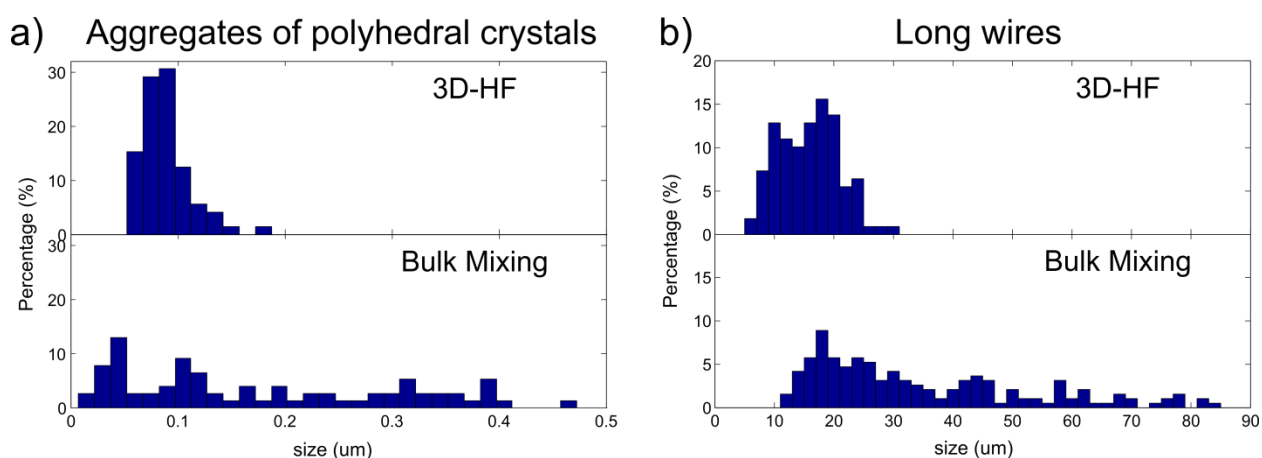 a) Aggregates of polyhedral crystals
3D-HF
30
20
10
0
Bulk Mixing
30
20
10
0
Percentage (%)
0 0.1 0.2 0.3 0.4 0.5
size (um)
b) Long wires
3D-HF
20
15
10
5
0
Bulk Mixing
15
10
5
0
Percentage (%)
0 10 20 30 40 50 60 70 80 90
size (um)